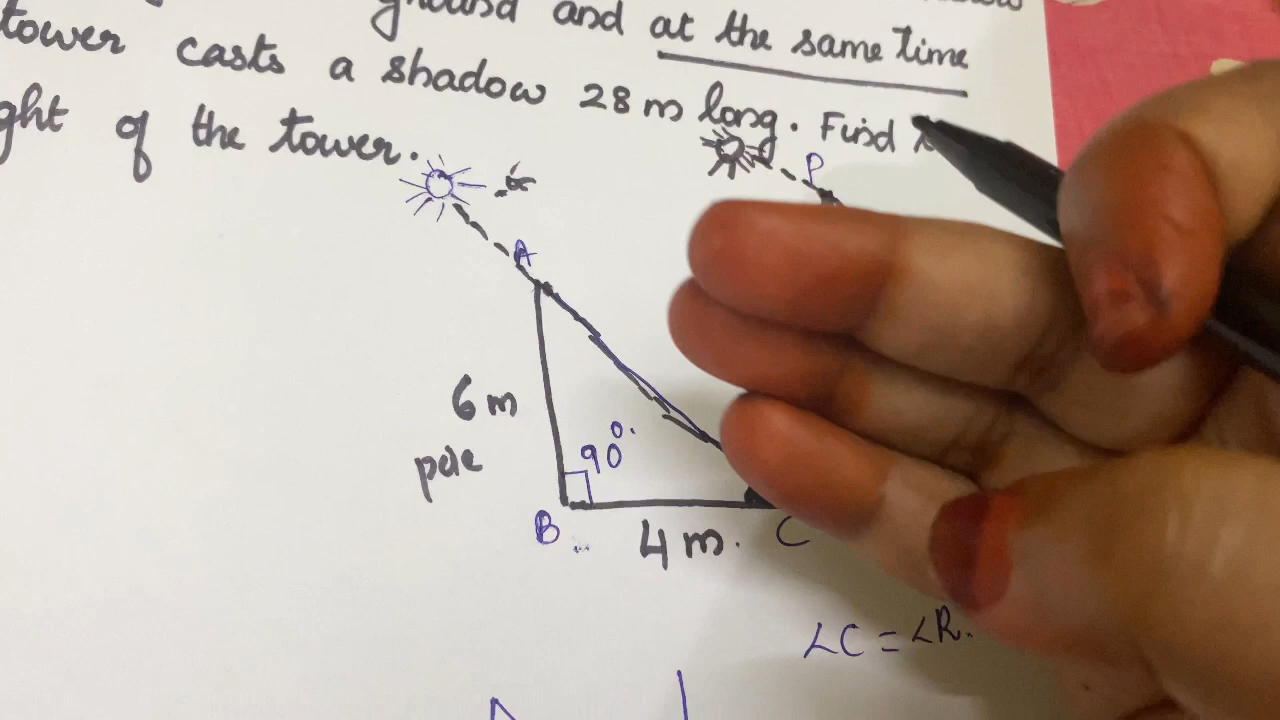 ground and at the same time
tower casts a shadow 28 m long. Find
ght of the tower.
P
A
6 m
pole
90°.
B
4 m.
C
∠C = ∠R.